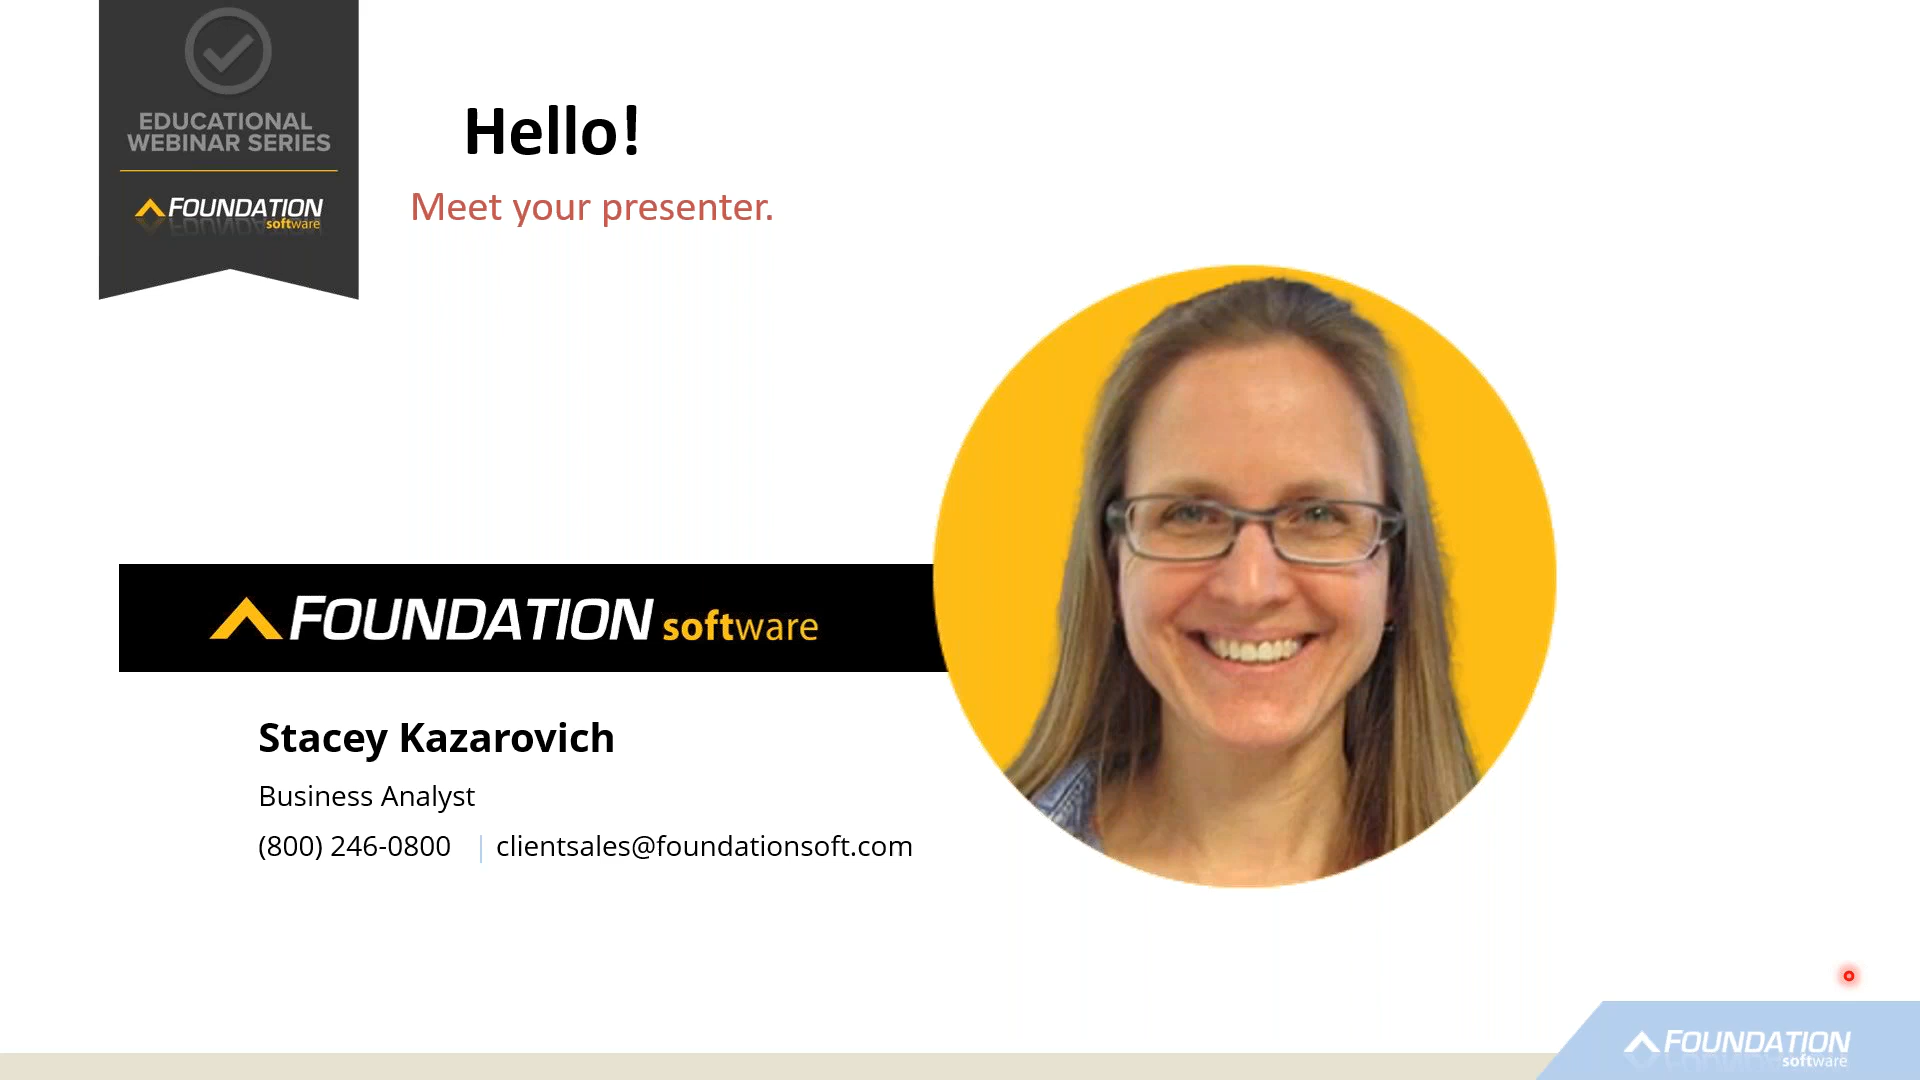 EDUCATIONAL
WEBINAR SERIES
FOUNDATION
software
Hello!
Meet your presenter.
FOUNDATION software
Stacey Kazarovich
Business Analyst
(800) 246-0800 | clientsales@foundationsoft.com
FOUNDATION
software